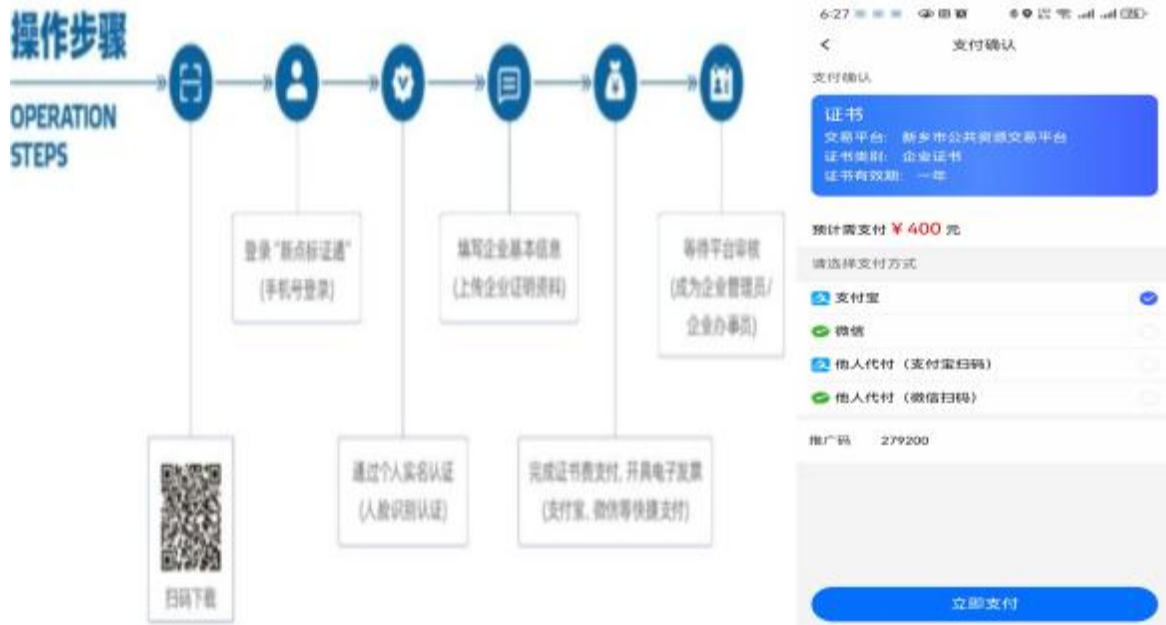 操作步骤
OPERATION
STEPS
登录“新点标证通”
(手机号登录)
填写企业基本信息
(上传企业证明资料)
等待平台审核
(成为企业管理员/
企业办事员)
扫码下载
通过个人实名认证
(人脸识别认证)
完成证书费支付, 开具电子发票
(支付宝, 微信等快捷支付)
6:27
支付确认
支付确认
证书
交易平台: 新乡市公共资源交易平台
证书类别: 企业证书
证书有效期: 一年
预计需支付 ¥ 400 元
请选择支付方式
支付宝
微信
他人代付（支付宝扫码）
他人代付（微信扫码）
推广码 279200
立即支付